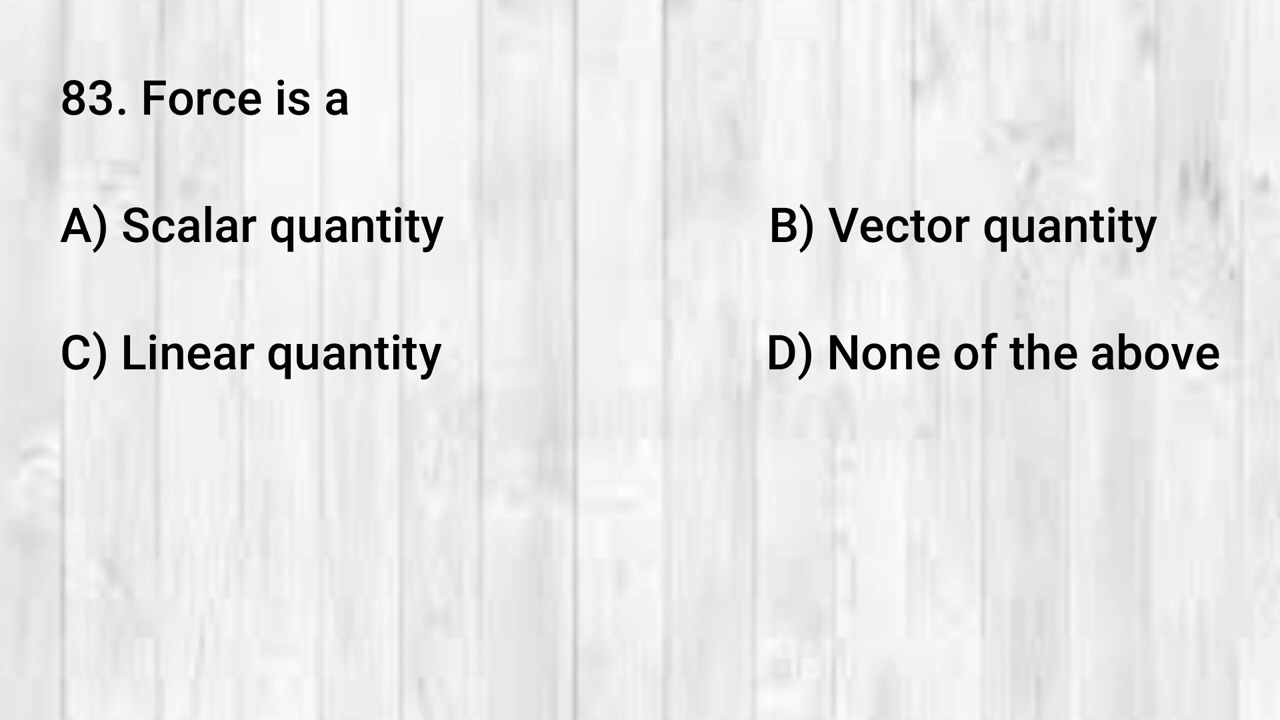 83. Force is a
A) Scalar quantity B) Vector quantity
C) Linear quantity D) None of the above